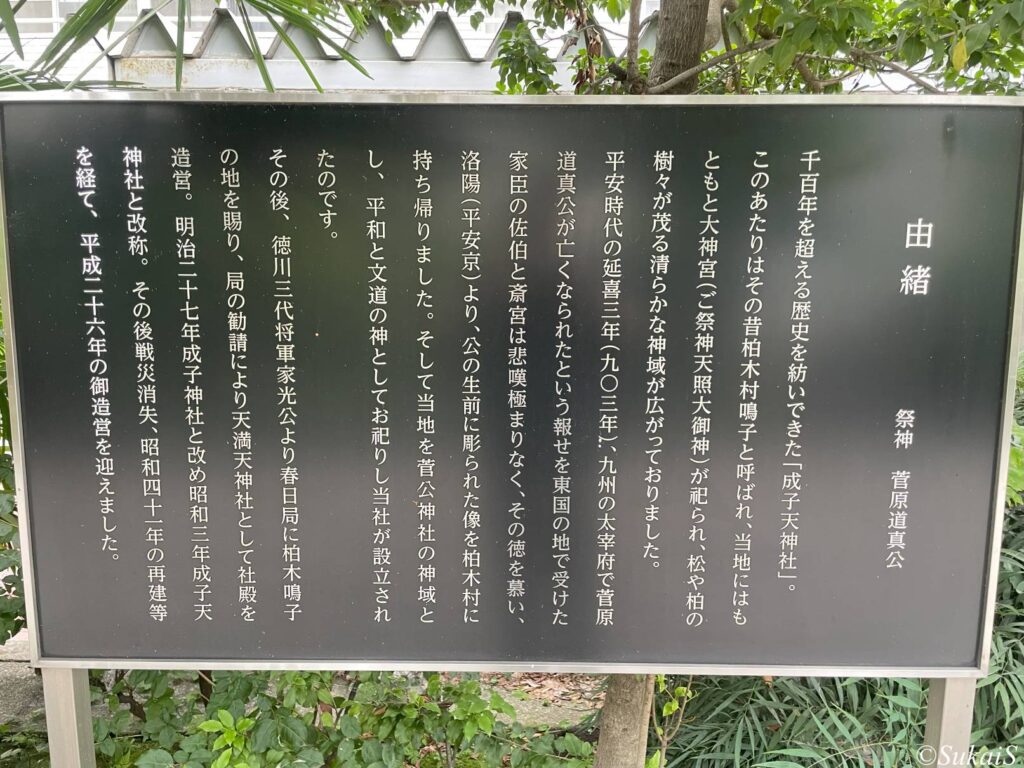 由緒
祭神　菅原道真公
千百年を超える歴史を紡いできた「成子天神社」。
このあたりはその昔柏木村鳴子と呼ばれ、当地にはも
ともと大神宮(ご祭神天照大御神)が祀られ、松や柏の
樹々が茂る清らかな神域が広がっておりました。
平安時代の延喜三年(九〇三年)、九州の太宰府で菅原
道真公が亡くなられたという報せを東国の地で受けた
家臣の佐伯と斎宮は悲嘆極まりなく、その徳を慕い、
洛陽(平安京)より、公の生前に彫られた像を柏木村に
持ち帰りました。そして当地を菅公神社の神域と
し、平和と文道の神としてお祀りし当社が設立され
たのです。
その後、徳川三代将軍家光公より春日局に柏木鳴子
の地を賜り、局の勧請により天満天神社として社殿を
造営。明治二十七年成子神社と改め昭和三年成子天
神社と改称。その後戦災消失、昭和四十一年の再建等
を経て、平成二十六年の御造営を迎えました。
©SukaiS